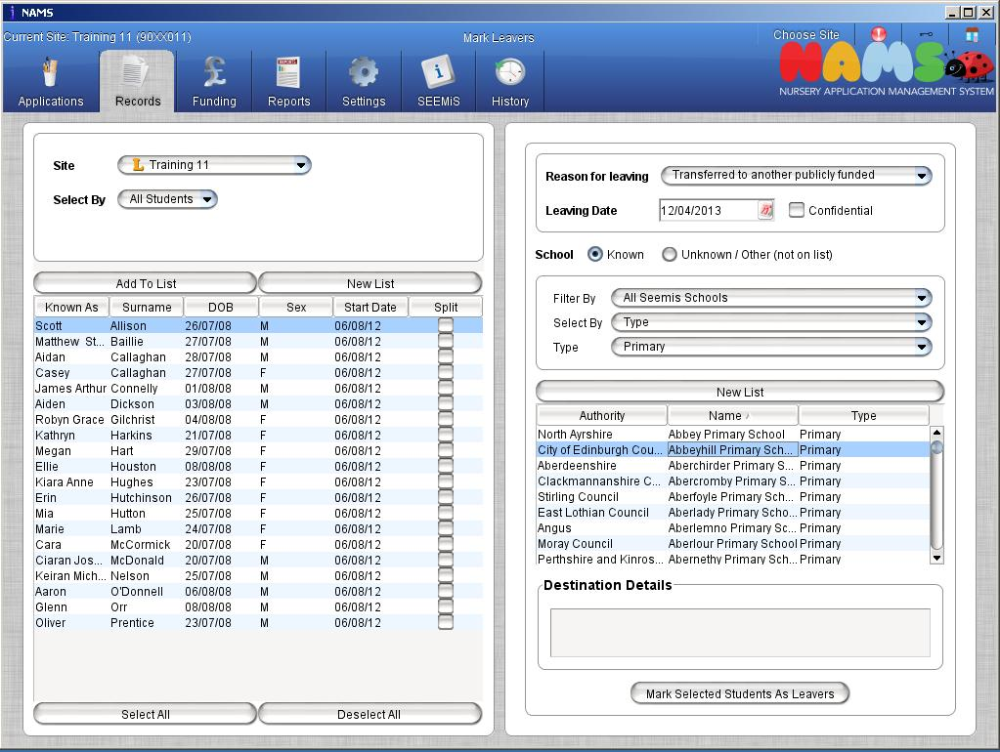 NAMS
Current Site: Training 11 (90XX011)
Mark Leavers
Choose Site
Applications
Records
Funding
Reports
Settings
SEEMiS
History
NAMS
NURSERY APPLICATION MANAGEMENT SYSTEM
Site
Training 11
Select By
All Students
Add To List
New List
Known As Surname DOB Sex Start Date Split
Scott Allison 26/07/08 M 06/08/12
Matthew St... Baillie 27/07/08 M 06/08/12
Aidan Callaghan 28/07/08 M 06/08/12
Casey Callaghan 27/07/08 F 06/08/12
James Arthur Connelly 01/08/08 M 06/08/12
Aiden Dickson 03/08/08 M 06/08/12
Robyn Grace Gilchrist 04/08/08 F 06/08/12
Kathryn Harkins 21/07/08 F 06/08/12
Megan Hart 29/07/08 F 06/08/12
Ellie Houston 08/08/08 F 06/08/12
Kiara Anne Hughes 23/07/08 F 06/08/12
Erin Hutchinson 26/07/08 F 06/08/12
Mia Hutton 25/07/08 F 06/08/12
Marie Lamb 24/07/08 F 06/08/12
Cara McCormick 20/07/08 F 06/08/12
Ciaran Jos... McDonald 20/07/08 M 06/08/12
Keiran Mich... Nelson 25/07/08 M 06/08/12
Aaron O'Donnell 06/08/08 M 06/08/12
Glenn Orr 08/08/08 M 06/08/12
Oliver Prentice 23/07/08 M 06/08/12
Select All
Deselect All
Reason for leaving
Transferred to another publicly funded
Leaving Date
12/04/2013
Confidential
School
Known
Unknown / Other (not on list)
Filter By
All Seemis Schools
Select By
Type
Type
Primary
New List
Authority Name Type
North Ayrshire Abbey Primary School Primary
City of Edinburgh Cou... Abbeyhill Primary Sch... Primary
Aberdeenshire Aberchirder Primary S... Primary
Clackmannanshire C... Abercromby Primary S... Primary
Stirling Council Aberfoyle Primary Sch... Primary
East Lothian Council Aberlady Primary Scho... Primary
Angus Aberlemno Primary Sc... Primary
Moray Council Aberlour Primary School Primary
Perthshire and Kinros... Abernethy Primary Sch... Primary
Destination Details
Mark Selected Students As Leavers